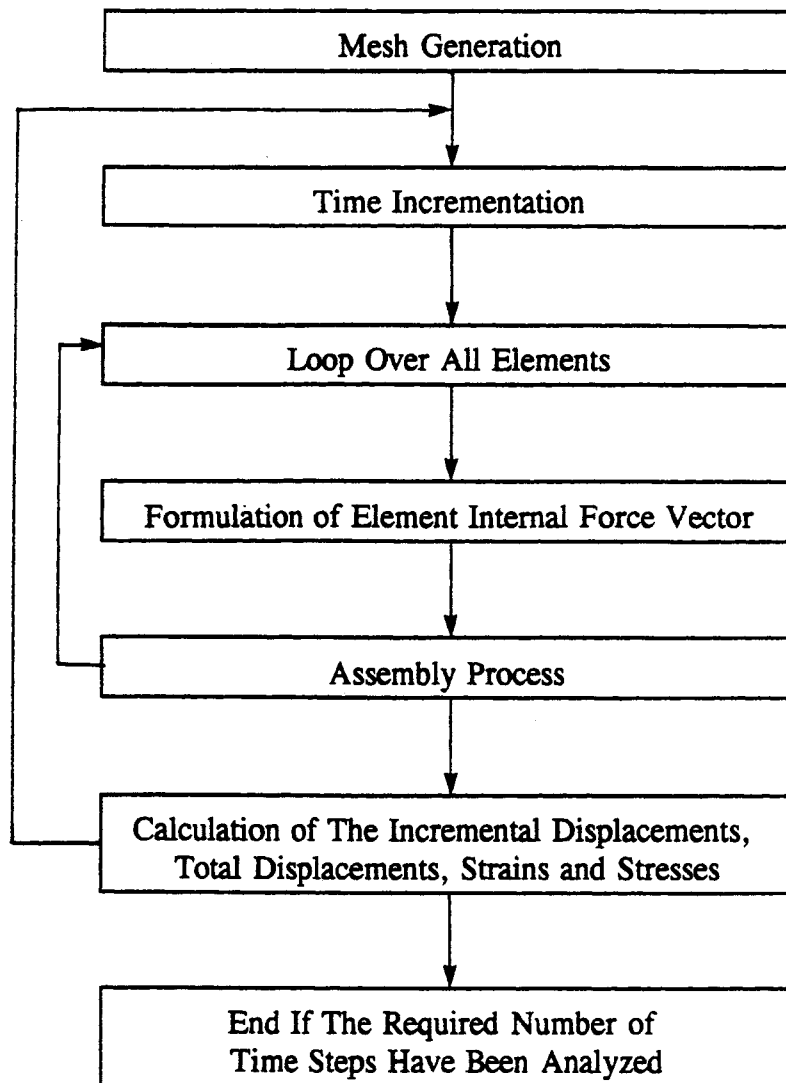 Mesh Generation
Time Incrementation
Loop Over All Elements
Formulation of Element Internal Force Vector
Assembly Process
Calculation of The Incremental Displacements,
Total Displacements, Strains and Stresses
End If The Required Number of
Time Steps Have Been Analyzed